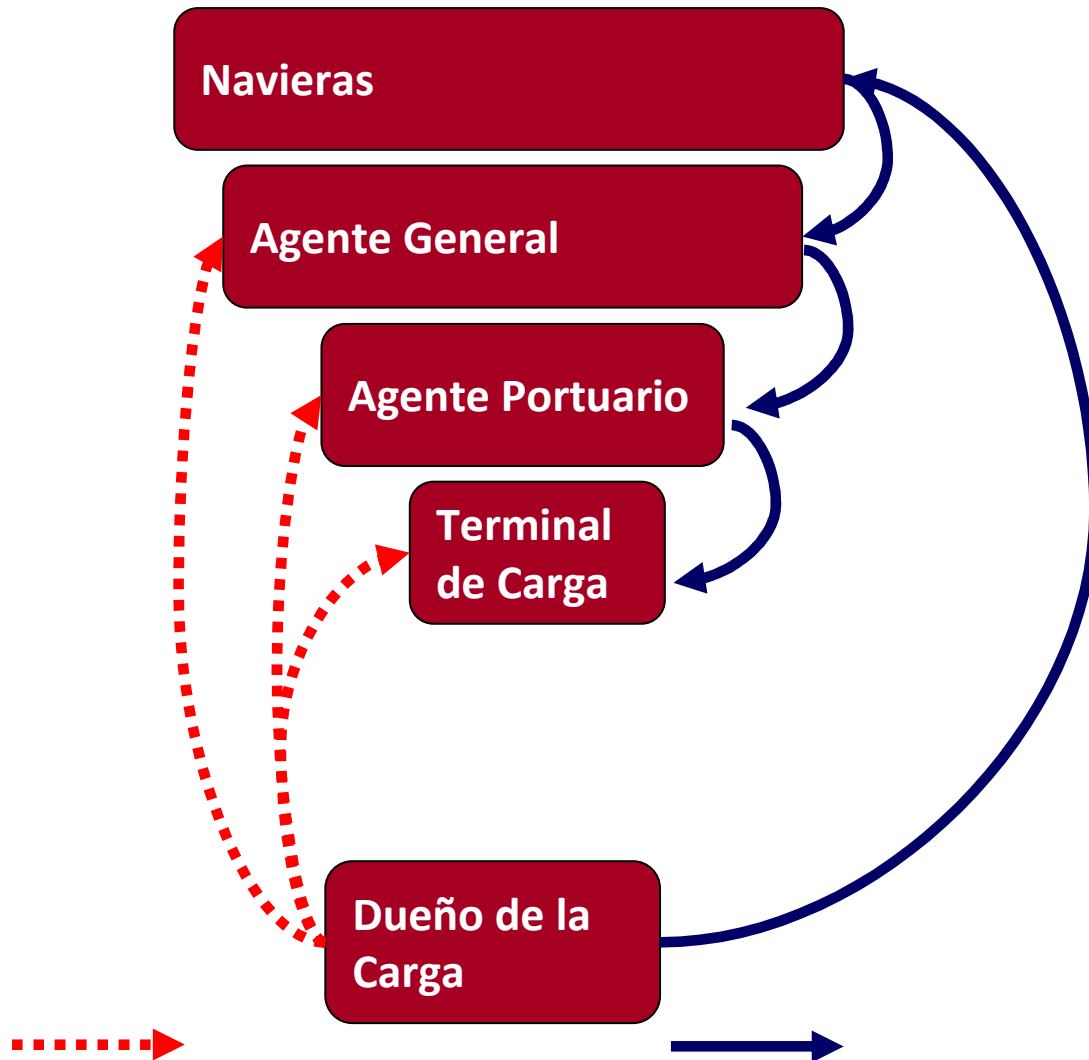 Navieras
Agente General
Agente Portuario
Terminal
de Carga
Dueño de la
Carga